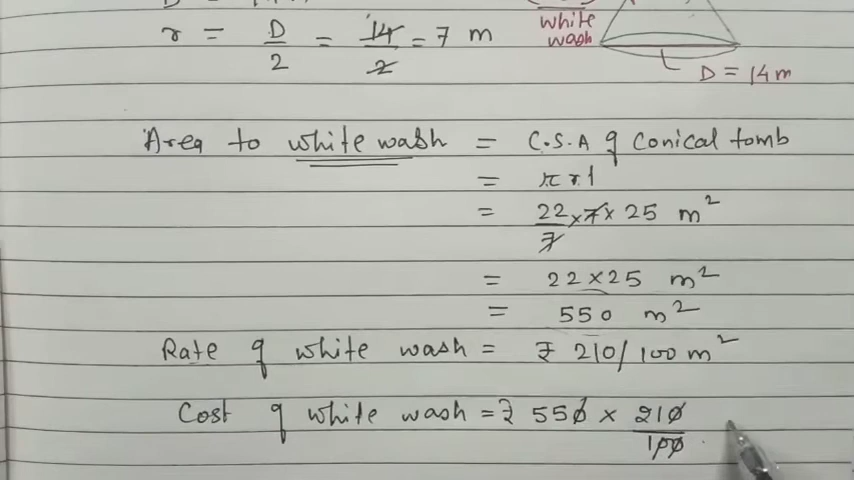 r = D/2 = 14/2 = 7 m
white
wash
D = 14m
Area to white wash = C.S.A of Conical tomb
= πrl
= 22/7 × 7 × 25 m²
= 22×25 m²
= 550 m²
Rate of white wash = ₹ 210/100 m²
Cost of white wash = ₹ 550 × 210/100